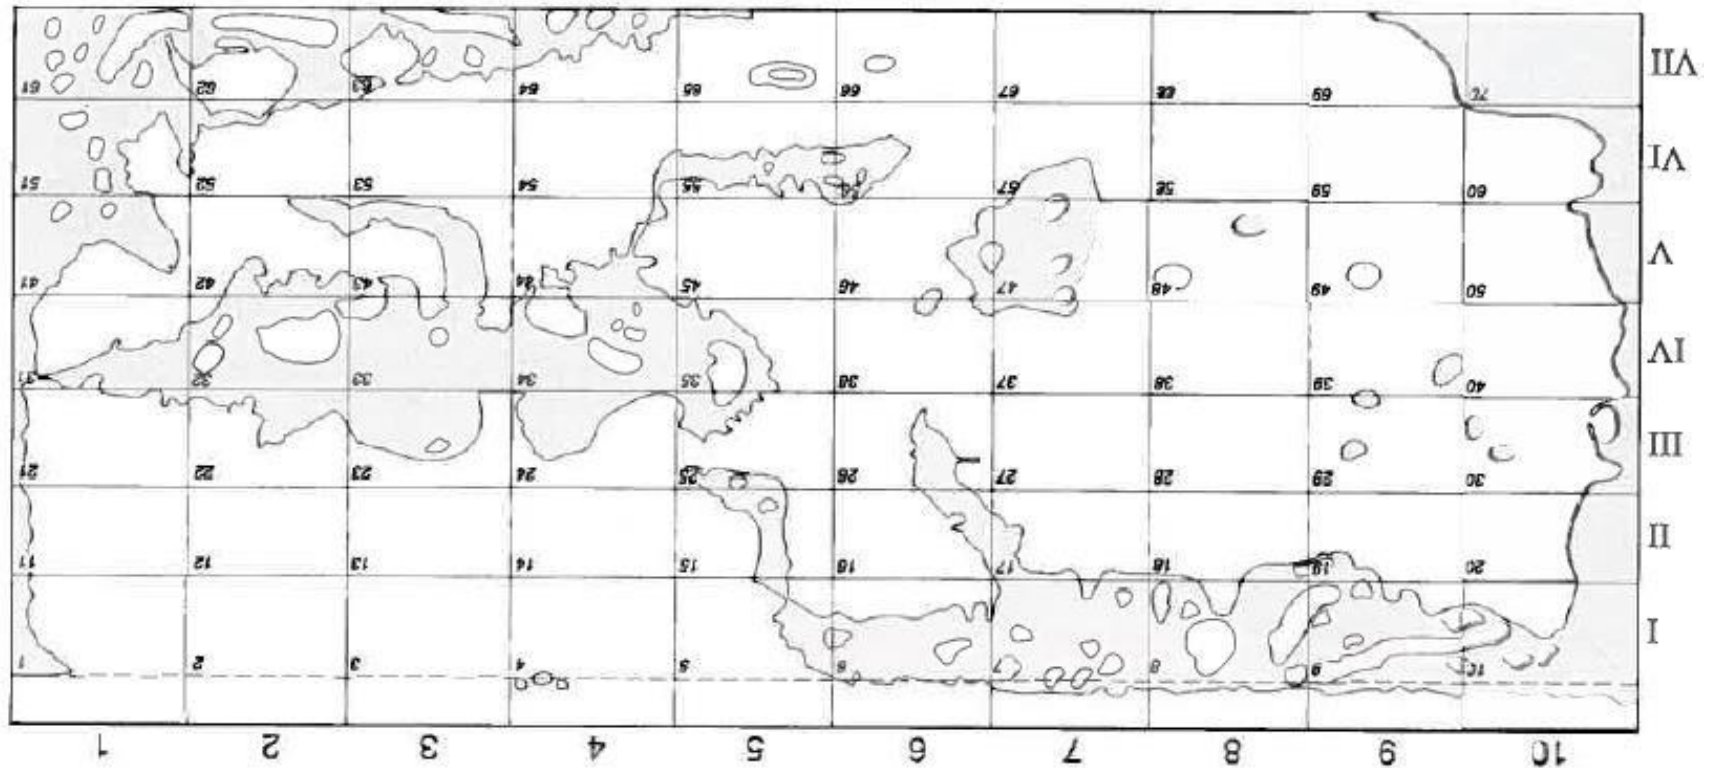 VII
61 62 63 64 65 66 67 68 69 70
VI
51 52 53 54 55 56 57 58 59 60
V
41 42 43 44 45 46 47 48 49 50
IV
31 32 33 34 35 36 37 38 39 40
III
21 22 23 24 25 26 27 28 29 30
II
11 12 13 14 15 16 17 18 19 20
I
1 2 3 4 5 6 7 8 9 10
1 2 3 4 5 6 7 8 9 10